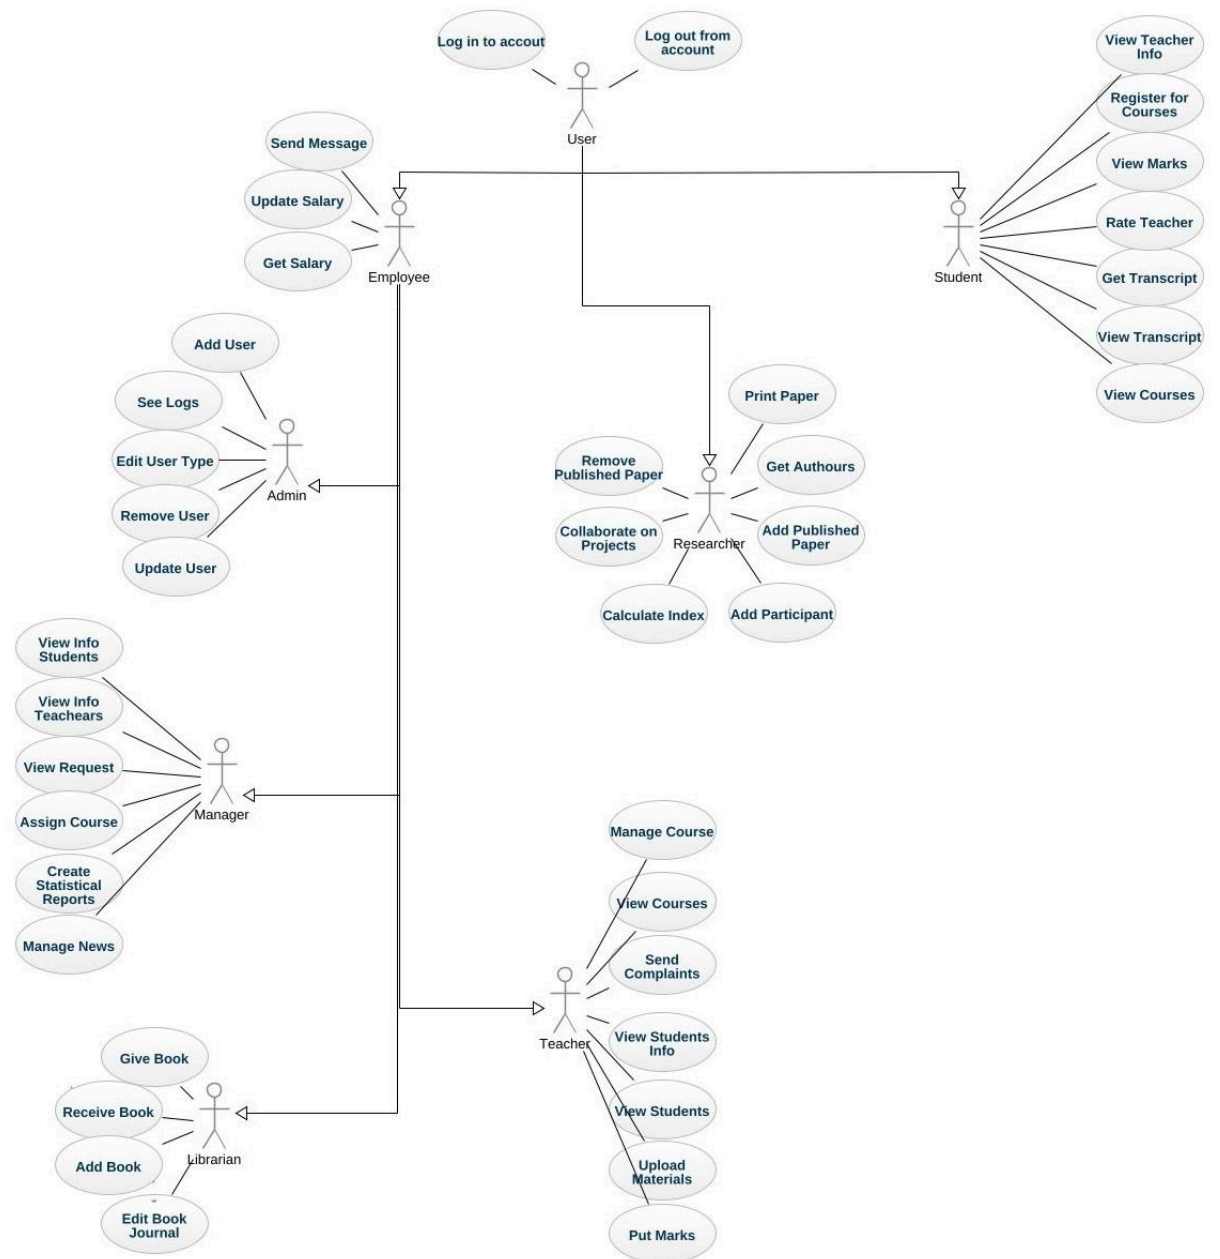 Log in to accout
Log out from
account
User
View Teacher
Info
Register for
Courses
View Marks
Rate Teacher
Get Transcript
View Transcript
View Courses
Student
Send Message
Update Salary
Get Salary
Employee
Add User
See Logs
Edit User Type
Remove User
Update User
Admin
Print Paper
Remove
Published Paper
Get Authours
Collaborate on
Projects
Add Published
Paper
Researcher
Calculate Index
Add Participant
View Info
Students
View Info
Teachears
View Request
Assign Course
Create
Statistical
Reports
Manage News
Manager
Manage Course
View Courses
Send
Complaints
View Students
Info
View Students
Upload
Materials
Put Marks
Teacher
Give Book
Receive Book
Add Book
Edit Book
Journal
Librarian